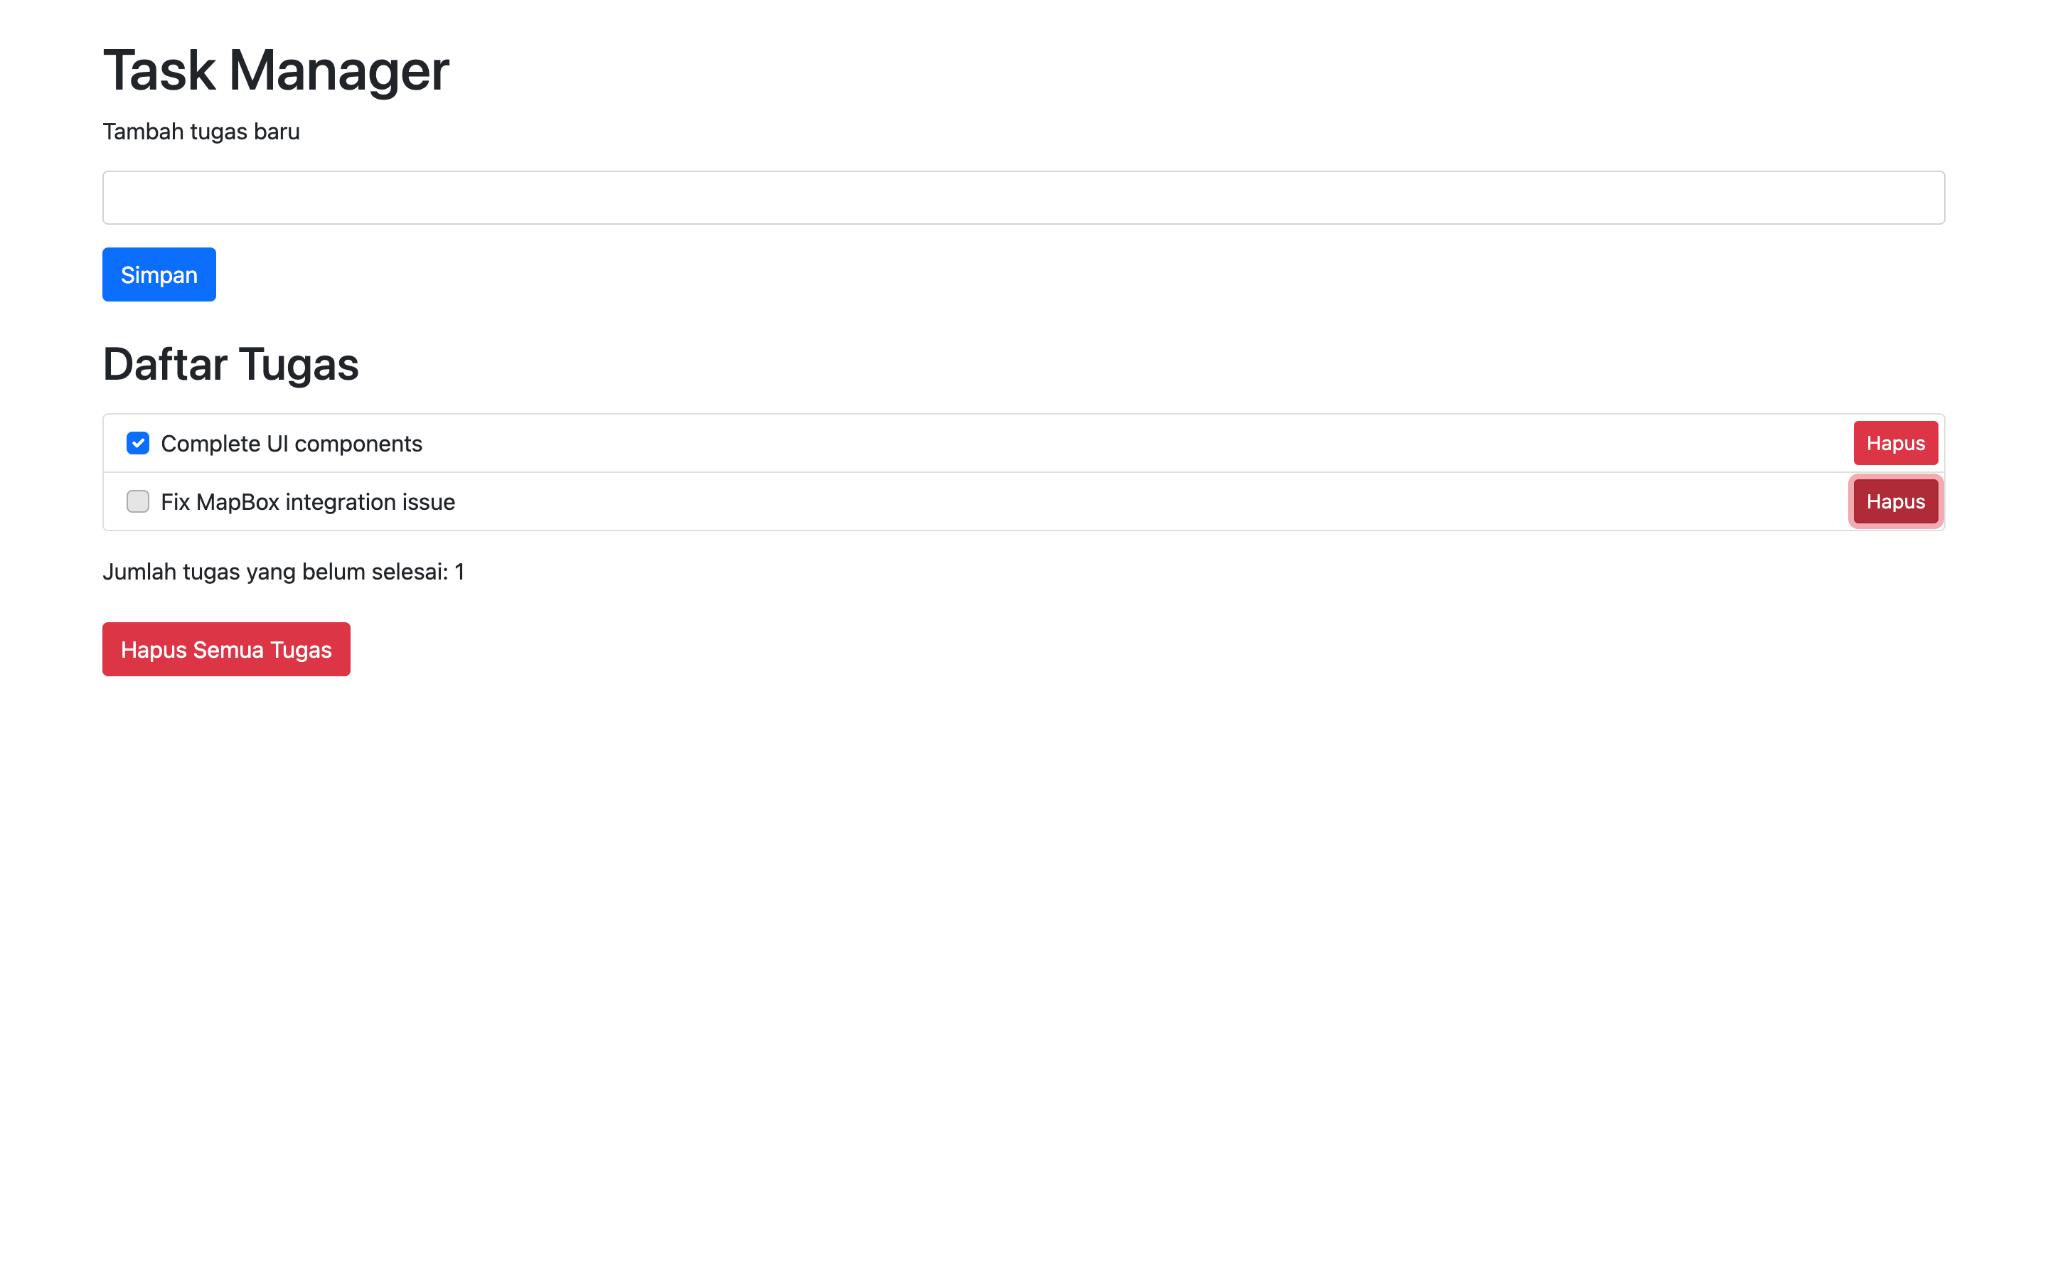 Task Manager
Tambah tugas baru
Simpan
Daftar Tugas
Complete UI components Hapus
Fix MapBox integration issue Hapus
Jumlah tugas yang belum selesai: 1
Hapus Semua Tugas